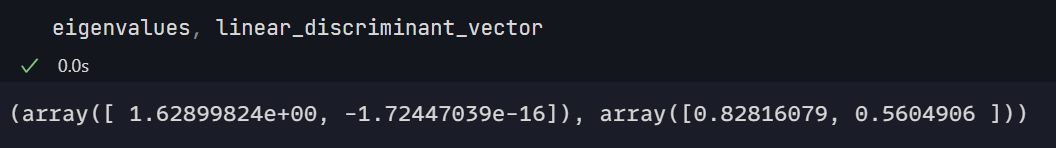 eigenvalues, linear_discriminant_vector
✓ 0.0s
(array([ 1.62899824e+00, -1.72447039e-16]), array([0.82816079, 0.5604906 ]))